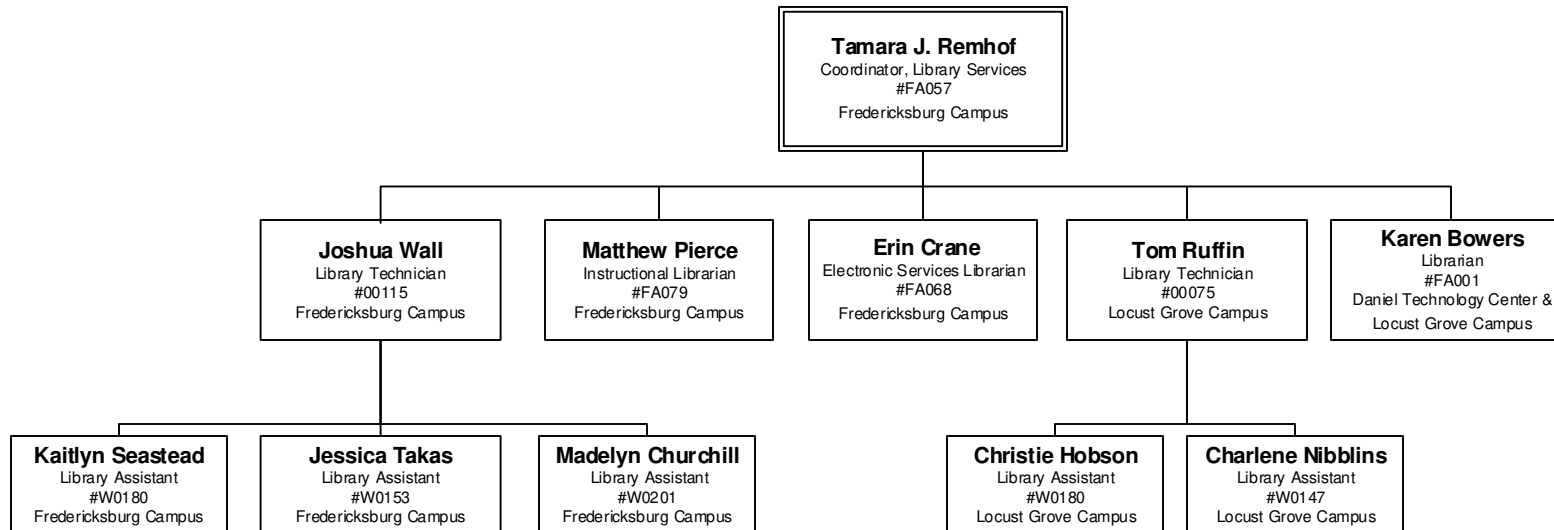 Tamara J. Remhof
Coordinator, Library Services
#FA057
Fredericksburg Campus
Joshua Wall
Library Technician
#00115
Fredericksburg Campus
Matthew Pierce
Instructional Librarian
#FA079
Fredericksburg Campus
Erin Crane
Electronic Services Librarian
#FA068
Fredericksburg Campus
Tom Ruffin
Library Technician
#00075
Locust Grove Campus
Karen Bowers
Librarian
#FA001
Daniel Technology Center &
Locust Grove Campus
Kaitlyn Seastead
Library Assistant
#W0180
Fredericksburg Campus
Jessica Takas
Library Assistant
#W0153
Fredericksburg Campus
Madelyn Churchill
Library Assistant
#W0201
Fredericksburg Campus
Christie Hobson
Library Assistant
#W0180
Locust Grove Campus
Charlene Nibblins
Library Assistant
#W0147
Locust Grove Campus